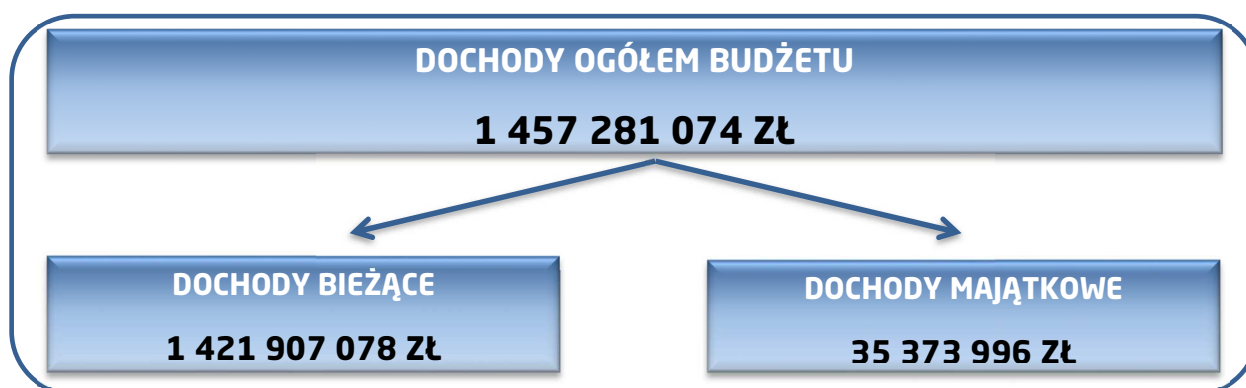 DOCHODY OGÓŁEM BUDŻETU
1 457 281 074 ZŁ
DOCHODY BIEŻĄCE
1 421 907 078 ZŁ
DOCHODY MAJĄTKOWE
35 373 996 ZŁ